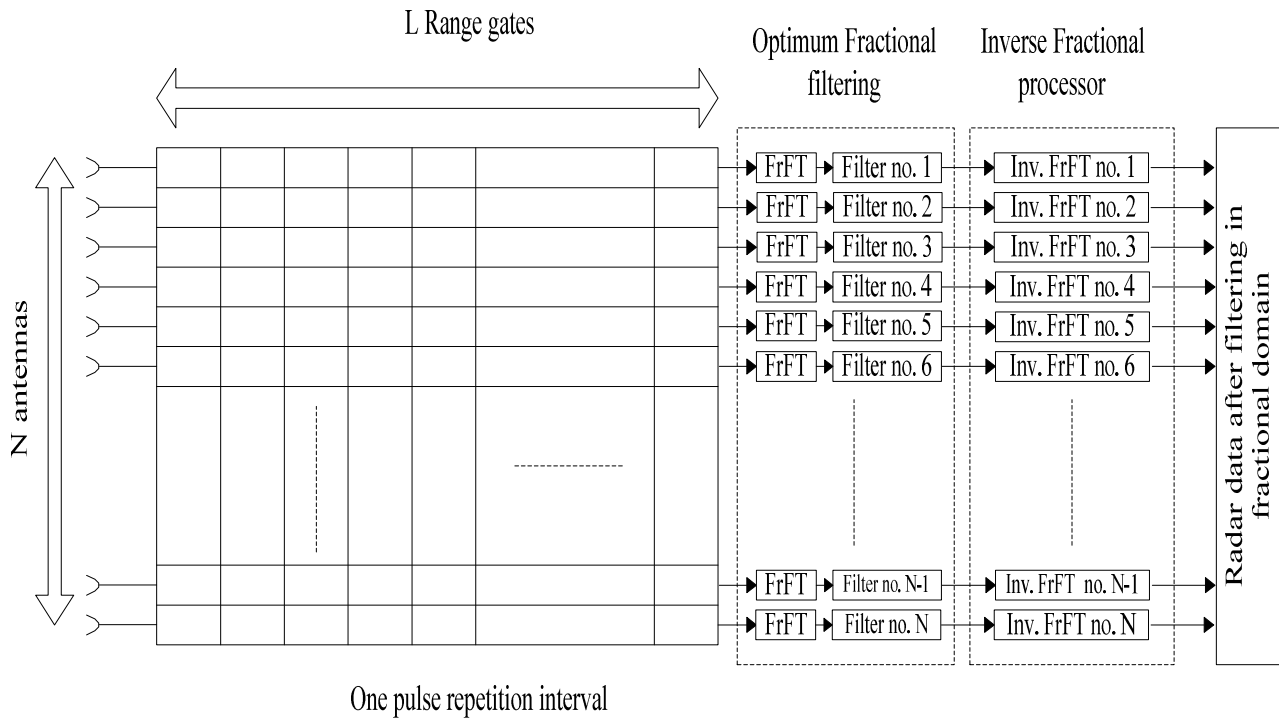 L Range gates
Optimum Fractional
filtering
Inverse Fractional
processor
N antennas
FrFT Filter no. 1 Inv. FrFT no. 1
FrFT Filter no. 2 Inv. FrFT no. 2
FrFT Filter no. 3 Inv. FrFT no. 3
FrFT Filter no. 4 Inv. FrFT no. 4
FrFT Filter no. 5 Inv. FrFT no. 5
FrFT Filter no. 6 Inv. FrFT no. 6
FrFT Filter no. N-1 Inv. FrFT no. N-1
FrFT Filter no. N Inv. FrFT no. N
Radar data after filtering in
fractional domain
One pulse repetition interval